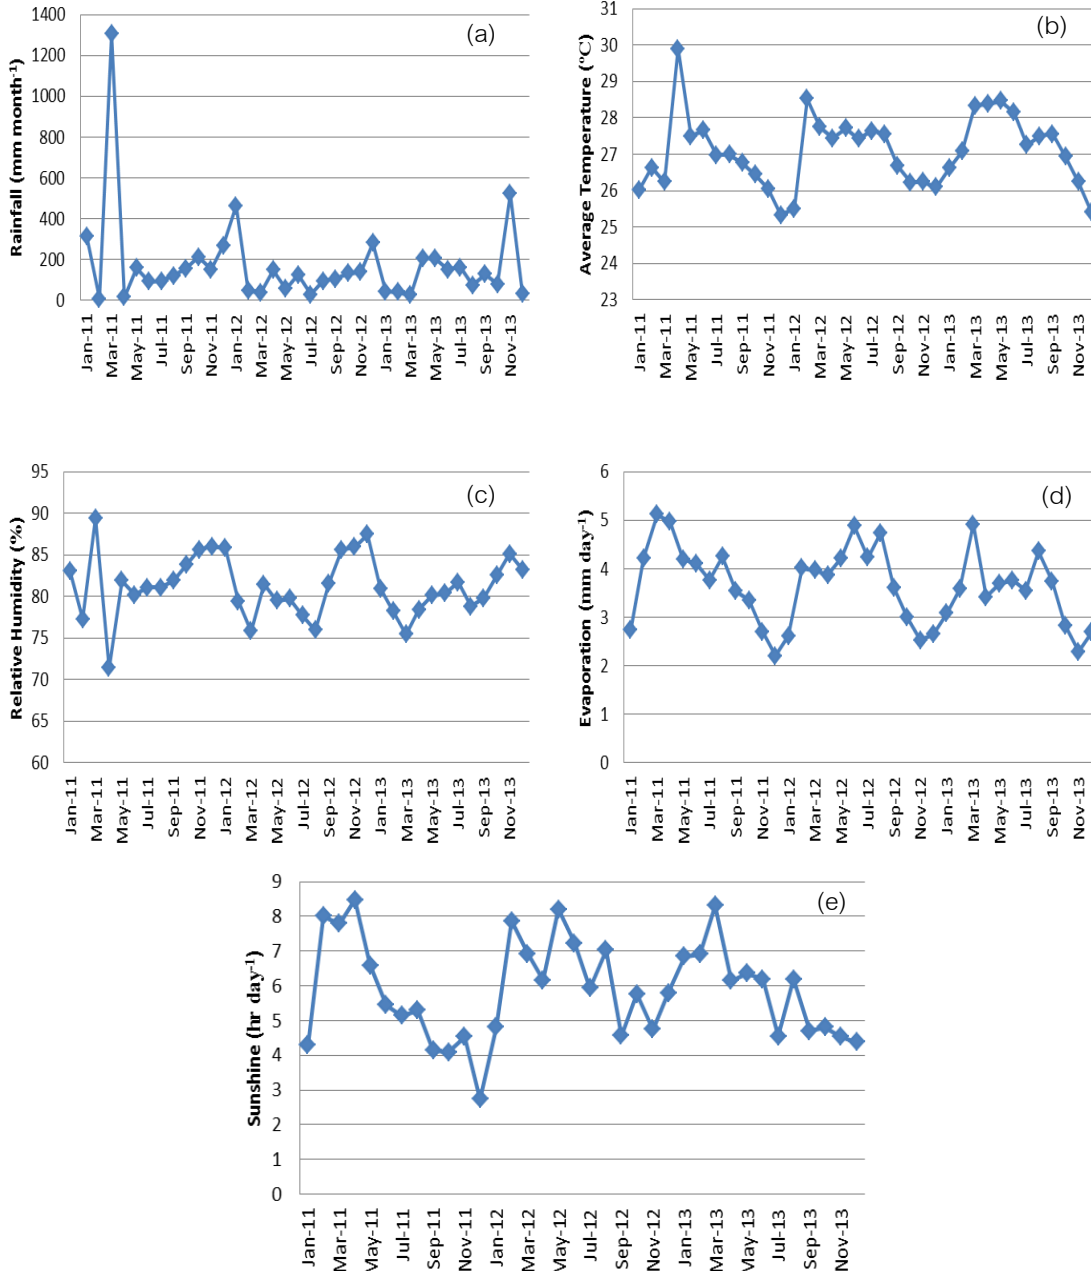 (a)
Rainfall (mm month⁻¹)
1400
1200
1000
800
600
400
200
0
Jan-11
Mar-11
May-11
Jul-11
Sep-11
Nov-11
Jan-12
Mar-12
May-12
Jul-12
Sep-12
Nov-12
Jan-13
Mar-13
May-13
Jul-13
Sep-13
Nov-13
(b)
Average Temperature (°C)
31
30
29
28
27
26
25
24
23
Jan-11
Mar-11
May-11
Jul-11
Sep-11
Nov-11
Jan-12
Mar-12
May-12
Jul-12
Sep-12
Nov-12
Jan-13
Mar-13
May-13
Jul-13
Sep-13
Nov-13
(c)
Relative Humidity (%)
95
90
85
80
75
70
65
60
Jan-11
Mar-11
May-11
Jul-11
Sep-11
Nov-11
Jan-12
Mar-12
May-12
Jul-12
Sep-12
Nov-12
Jan-13
Mar-13
May-13
Jul-13
Sep-13
Nov-13
(d)
Evaporation (mm day⁻¹)
6
5
4
3
2
1
0
Jan-11
Mar-11
May-11
Jul-11
Sep-11
Nov-11
Jan-12
Mar-12
May-12
Jul-12
Sep-12
Nov-12
Jan-13
Mar-13
May-13
Jul-13
Sep-13
Nov-13
(e)
Sunshine (hr day⁻¹)
9
8
7
6
5
4
3
2
1
0
Jan-11
Mar-11
May-11
Jul-11
Sep-11
Nov-11
Jan-12
Mar-12
May-12
Jul-12
Sep-12
Nov-12
Jan-13
Mar-13
May-13
Jul-13
Sep-13
Nov-13